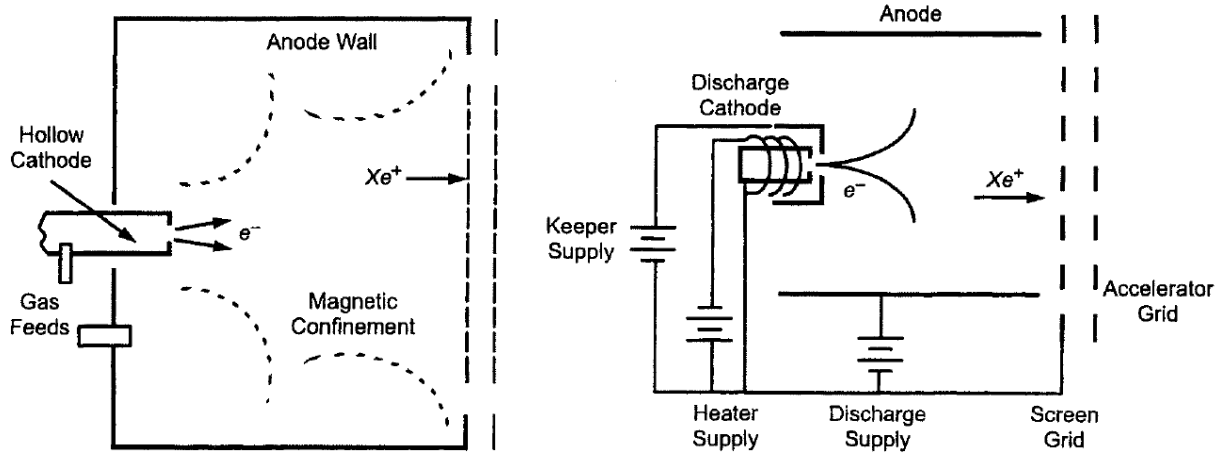 Anode Wall
Hollow
Cathode
Xe⁺
e⁻
Gas
Feeds
Magnetic
Confinement
Anode
Discharge
Cathode
e⁻
Xe⁺
Keeper
Supply
Accelerator
Grid
Heater
Supply
Discharge
Supply
Screen
Grid